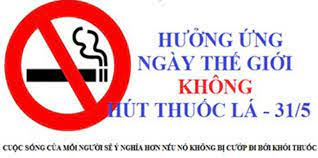 HƯỞNG ỨNG
NGÀY THẾ GIỚI
KHÔNG
HÚT THUỐC LÁ - 31/5
CUỘC SỐNG CỦA MỖI NGƯỜI SẼ Ý NGHĨA HƠN NẾU NÓ KHÔNG BỊ CƯỚP ĐI BỞI KHÓI THUỐC